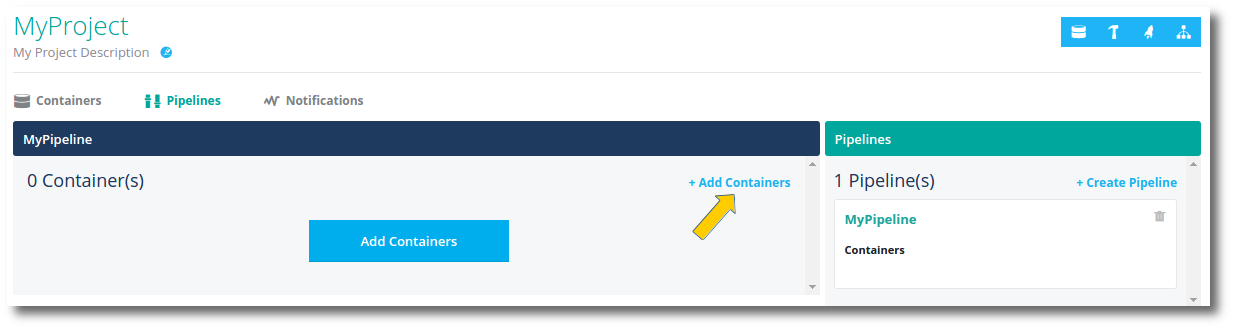 MyProject
My Project Description
Containers
Pipelines
Notifications
MyPipeline
0 Container(s)
+ Add Containers
Add Containers
Pipelines
1 Pipeline(s)
+ Create Pipeline
MyPipeline
Containers